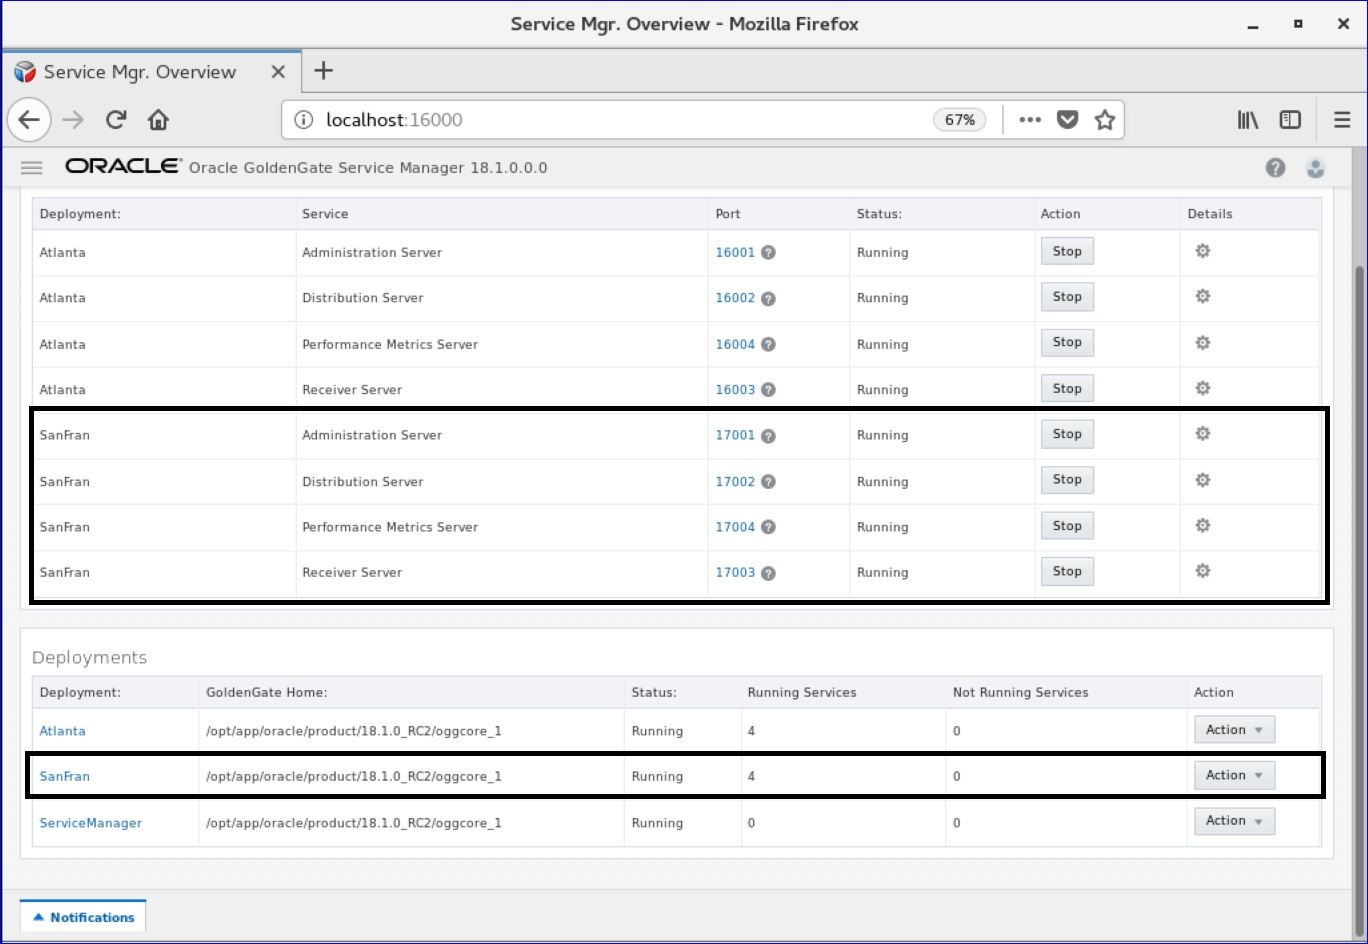 Service Mgr. Overview - Mozilla Firefox
Service Mgr. Overview
localhost:16000 67%
ORACLE Oracle GoldenGate Service Manager 18.1.0.0.0
Deployment: Service Port Status: Action Details
Atlanta Administration Server 16001 Running Stop
Atlanta Distribution Server 16002 Running Stop
Atlanta Performance Metrics Server 16004 Running Stop
Atlanta Receiver Server 16003 Running Stop
SanFran Administration Server 17001 Running Stop
SanFran Distribution Server 17002 Running Stop
SanFran Performance Metrics Server 17004 Running Stop
SanFran Receiver Server 17003 Running Stop
Deployments
Deployment: GoldenGate Home: Status: Running Services Not Running Services Action
Atlanta /opt/app/oracle/product/18.1.0_RC2/oggcore_1 Running 4 0 Action
SanFran /opt/app/oracle/product/18.1.0_RC2/oggcore_1 Running 4 0 Action
ServiceManager /opt/app/oracle/product/18.1.0_RC2/oggcore_1 Running 0 0 Action
Notifications